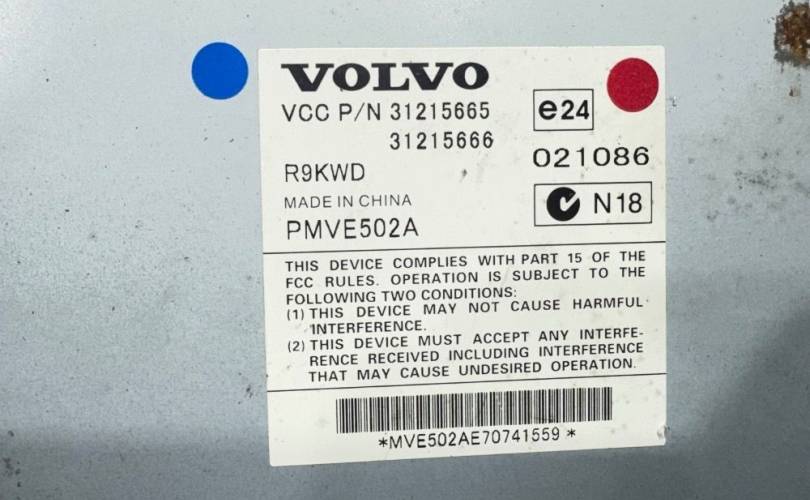 VOLVO
VCC P/N 31215665
31215666
e24
021086
R9KWD
MADE IN CHINA
N18
PMVE502A
THIS DEVICE COMPLIES WITH PART 15 OF THE
FCC RULES. OPERATION IS SUBJECT TO THE
FOLLOWING TWO CONDITIONS:
(1) THIS DEVICE MAY NOT CAUSE HARMFUL
INTERFERENCE.
(2) THIS DEVICE MUST ACCEPT ANY INTERFE-
RENCE RECEIVED INCLUDING INTERFERENCE
THAT MAY CAUSE UNDESIRED OPERATION.
*MVE502AE70741559*